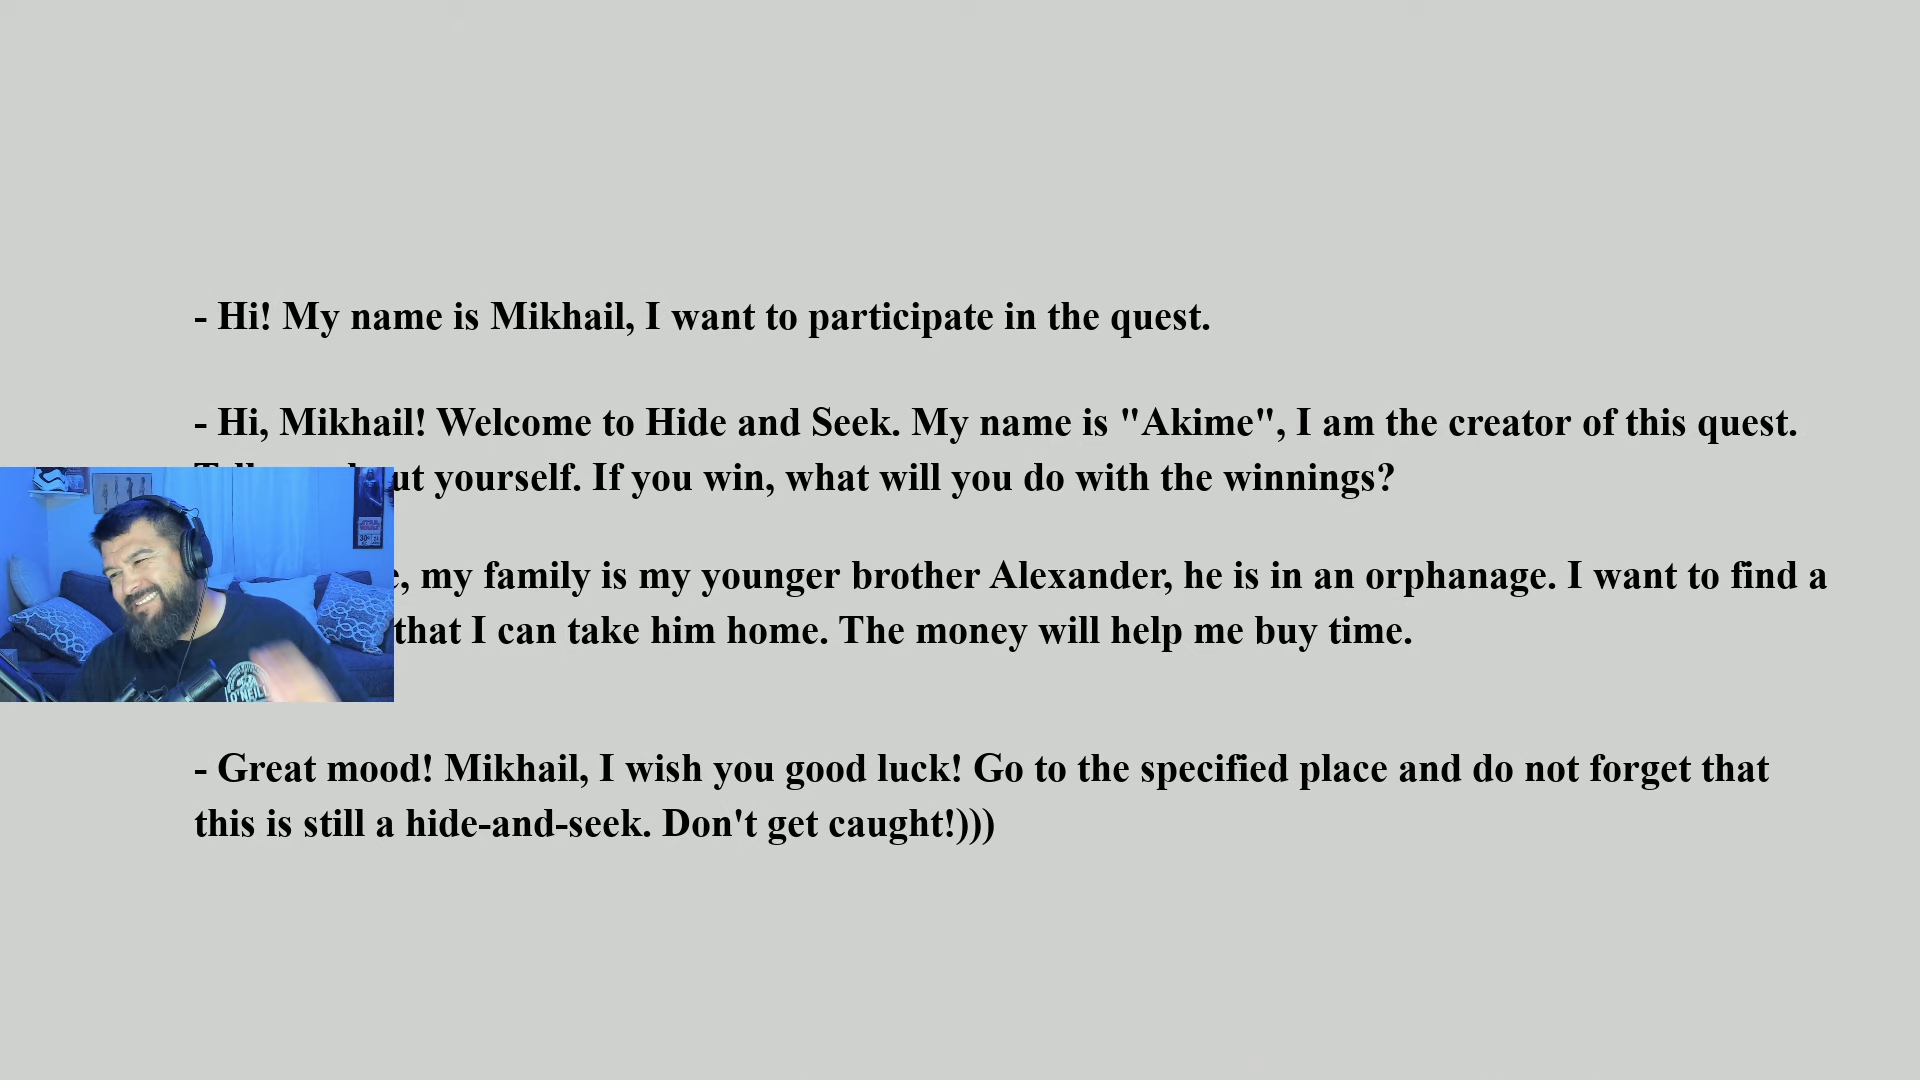 - Hi! My name is Mikhail, I want to participate in the quest.
- Hi, Mikhail! Welcome to Hide and Seek. My name is "Akime", I am the creator of this quest.
yourself. If you win, what will you do with the winnings?
my family is my younger brother Alexander, he is in an orphanage. I want to find a
that I can take him home. The money will help me buy time.
- Great mood! Mikhail, I wish you good luck! Go to the specified place and do not forget that
this is still a hide-and-seek. Don't get caught!)))
STAR
WARS
O'NEILL